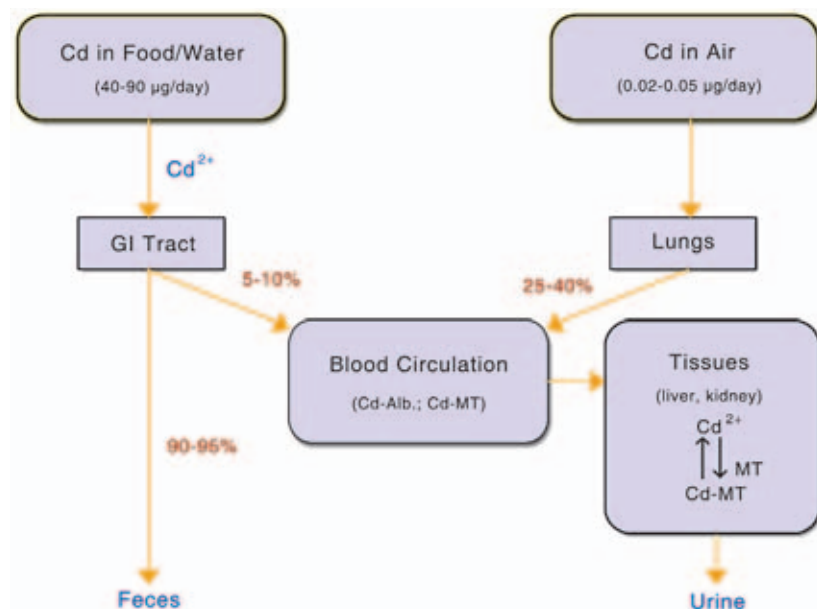 Cd in Food/Water
(40-90 µg/day)
Cd in Air
(0.02-0.05 µg/day)
Cd2+
GI Tract
Lungs
5-10%
25-40%
Blood Circulation
(Cd-Alb.; Cd-MT)
Tissues
(liver, kidney)
Cd2+
MT
Cd-MT
90-95%
Feces
Urine